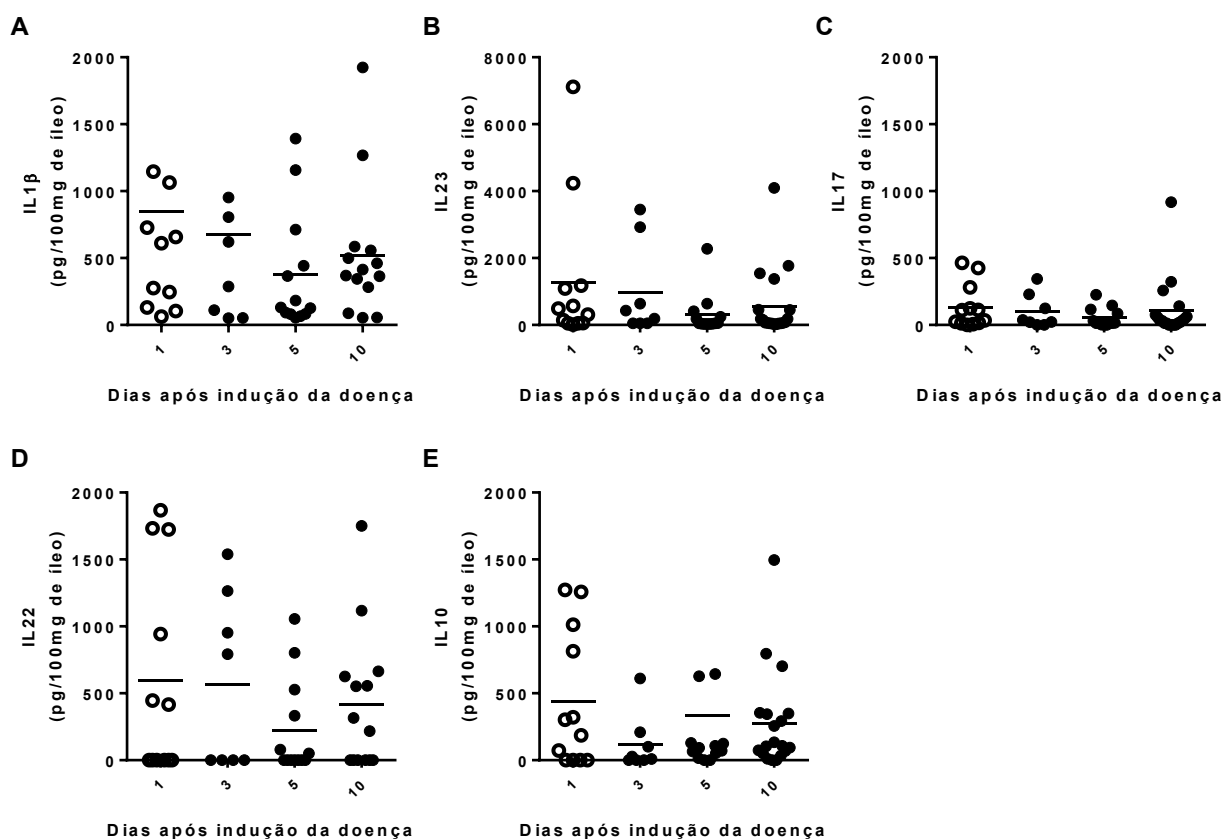 A
IL1β
(pg/100mg de íleo)
2000
1500
1000
500
0
1
3
5
10
Dias após indução da doença
B
IL23
(pg/100mg de íleo)
8000
6000
4000
2000
0
1
3
5
10
Dias após indução da doença
C
IL17
(pg/100mg de íleo)
2000
1500
1000
500
0
1
3
5
10
Dias após indução da doença
D
IL22
(pg/100mg de íleo)
2000
1500
1000
500
0
1
3
5
10
Dias após indução da doença
E
IL10
(pg/100mg de íleo)
2000
1500
1000
500
0
1
3
5
10
Dias após indução da doença